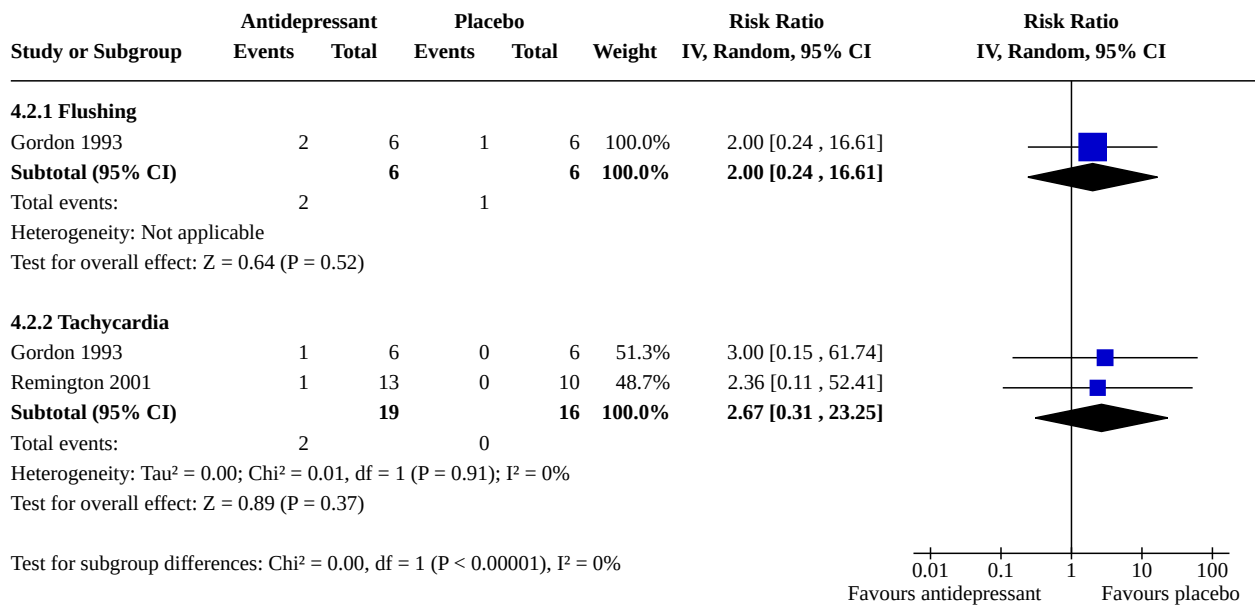 Antidepressant Placebo Risk Ratio Risk Ratio
Study or Subgroup Events Total Events Total Weight IV, Random, 95% CI IV, Random, 95% CI
4.2.1 Flushing
Gordon 1993 2 6 1 6 100.0% 2.00 [0.24 , 16.61]
Subtotal (95% CI) 6 6 100.0% 2.00 [0.24 , 16.61]
Total events: 2 1
Heterogeneity: Not applicable
Test for overall effect: Z = 0.64 (P = 0.52)
4.2.2 Tachycardia
Gordon 1993 1 6 0 6 51.3% 3.00 [0.15 , 61.74]
Remington 2001 1 13 0 10 48.7% 2.36 [0.11 , 52.41]
Subtotal (95% CI) 19 16 100.0% 2.67 [0.31 , 23.25]
Total events: 2 0
Heterogeneity: Tau² = 0.00; Chi² = 0.01, df = 1 (P = 0.91); I² = 0%
Test for overall effect: Z = 0.89 (P = 0.37)
Test for subgroup differences: Chi² = 0.00, df = 1 (P < 0.00001), I² = 0%
0.01 0.1 1 10 100
Favours antidepressant Favours placebo